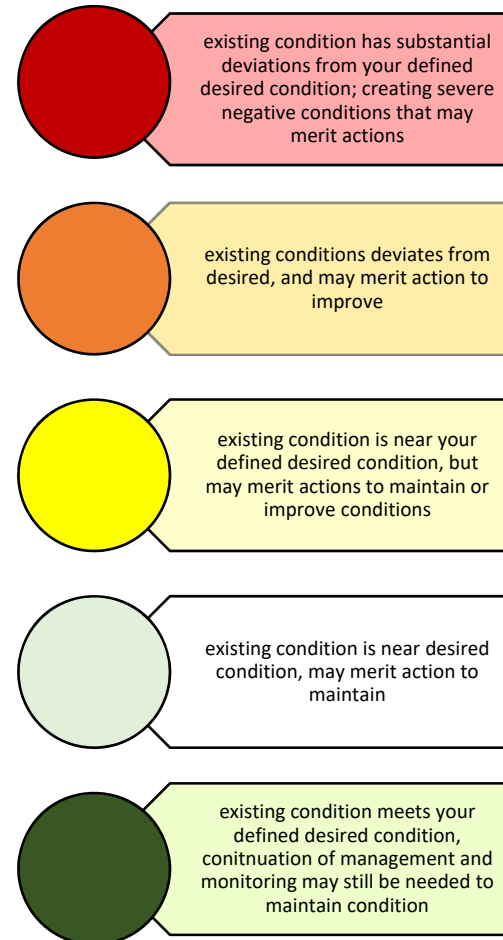 existing condition has substantial
deviations from your defined
desired condition; creating severe
negative conditions that may
merit actions
existing conditions deviates from
desired, and may merit action to
improve
existing condition is near your
defined desired condition, but
may merit actions to maintain or
improve conditions
existing condition is near desired
condition, may merit action to
maintain
existing condition meets your
defined desired condition,
conitnuation of management and
monitoring may still be needed to
maintain condition